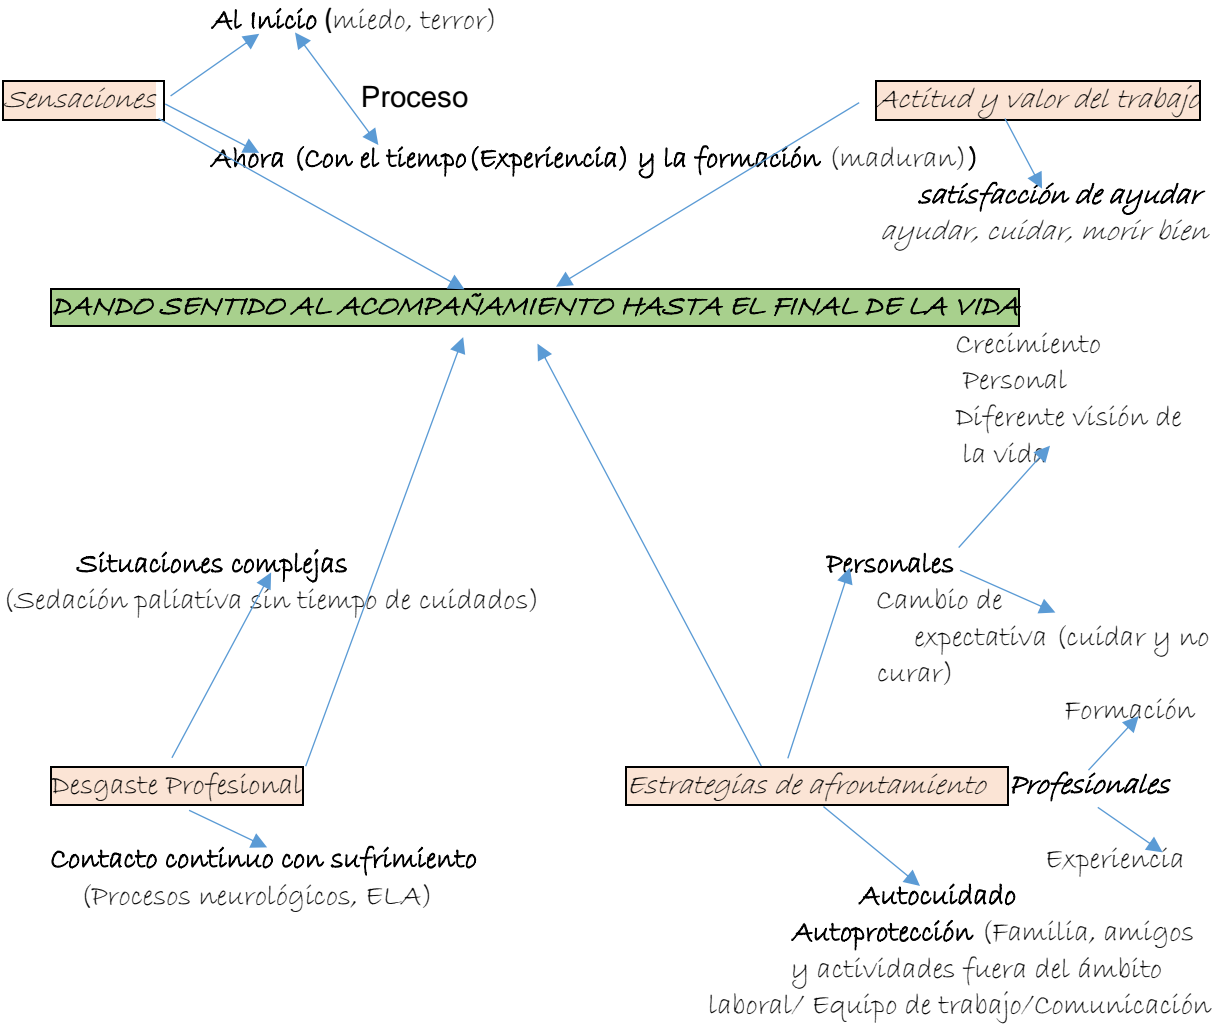 Al Inicio (miedo, terror)
Sensaciones
Proceso
Actitud y valor del trabajo
Ahora (Con el tiempo(Experiencia) y la formación (maduran))
satisfacción de ayudar
ayudar, cuidar, morir bien
DANDO SENTIDO AL ACOMPAÑAMIENTO HASTA EL FINAL DE LA VIDA
Crecimiento
Personal
Diferente visión de
la vida
Situaciones complejas
(Sedación paliativa sin tiempo de cuidados)
Personales
Cambio de
expectativa (cuidar y no
curar)
Formación
Desgaste Profesional
Estrategias de afrontamiento
Profesionales
Experiencia
Contacto continuo con sufrimiento
(Procesos neurológicos, ELA)
Autocuidado
Autoprotección (Familia, amigos
y actividades fuera del ámbito
laboral/ Equipo de trabajo/Comunicación